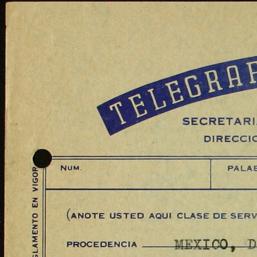 TELEGRAF
SECRETARI
DIRECCIO
NUM.
PALAB
(ANOTE USTED AQUI CLASE DE SERV
PROCEDENCIA MEXICO, D
GLAMENTO EN VIGOR